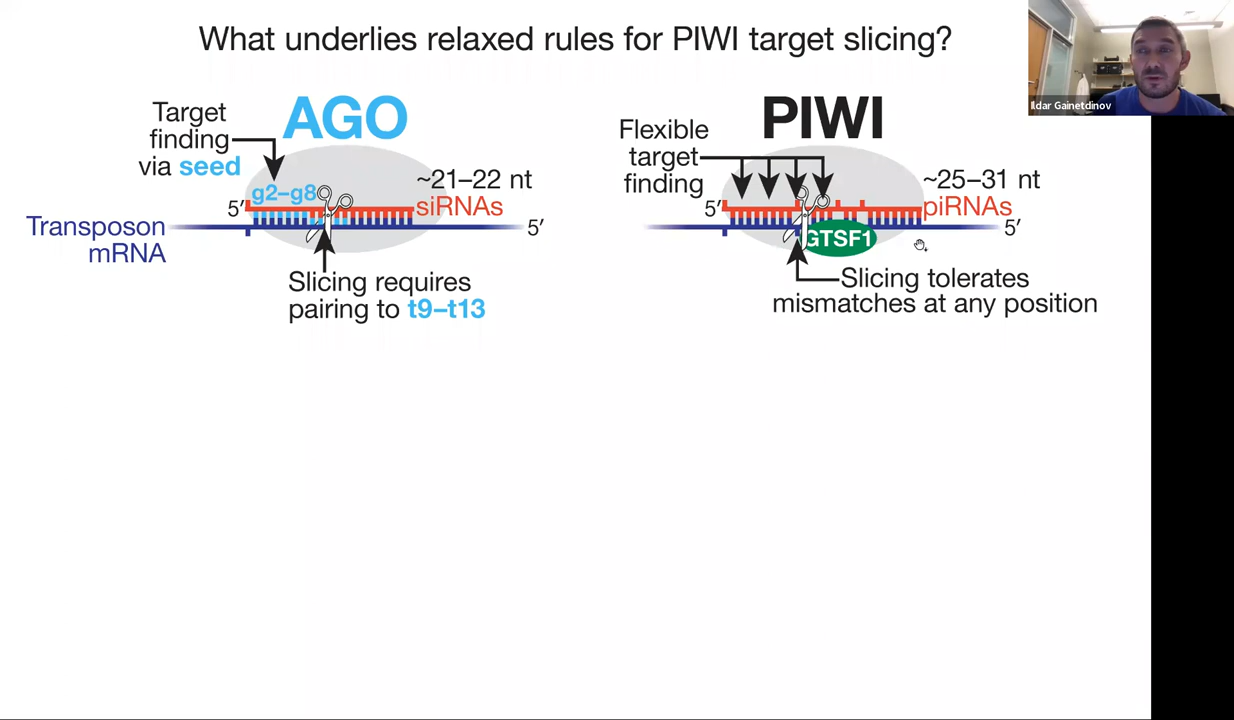 What underlies relaxed rules for PIWI target slicing?
Ildar Gainetdinov
AGO
Target
finding
via seed
g2–g8
~21–22 nt
siRNAs
5′
Transposon
mRNA
5′
Slicing requires
pairing to t9–t13
PIWI
Flexible
target
finding
~25–31 nt
piRNAs
5′
5′
GTSF1
Slicing tolerates
mismatches at any position